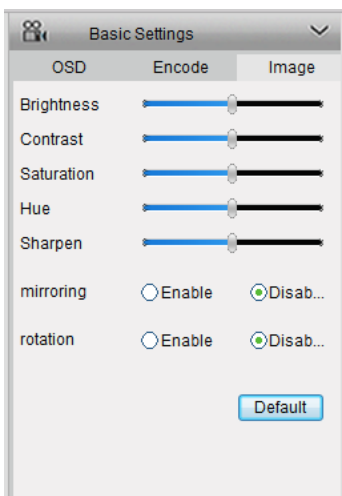 Basic Settings
OSD Encode Image
Brightness
Contrast
Saturation
Hue
Sharpen
mirroring Enable Disab...
rotation Enable Disab...
Default